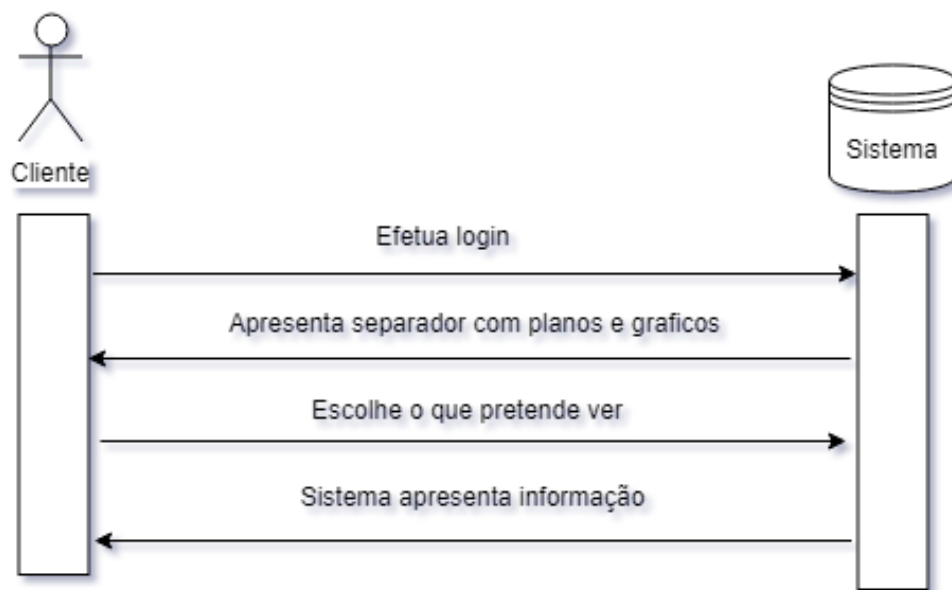 Cliente
Sistema
Efetua login
Apresenta separador com planos e graficos
Escolhe o que pretende ver
Sistema apresenta informação